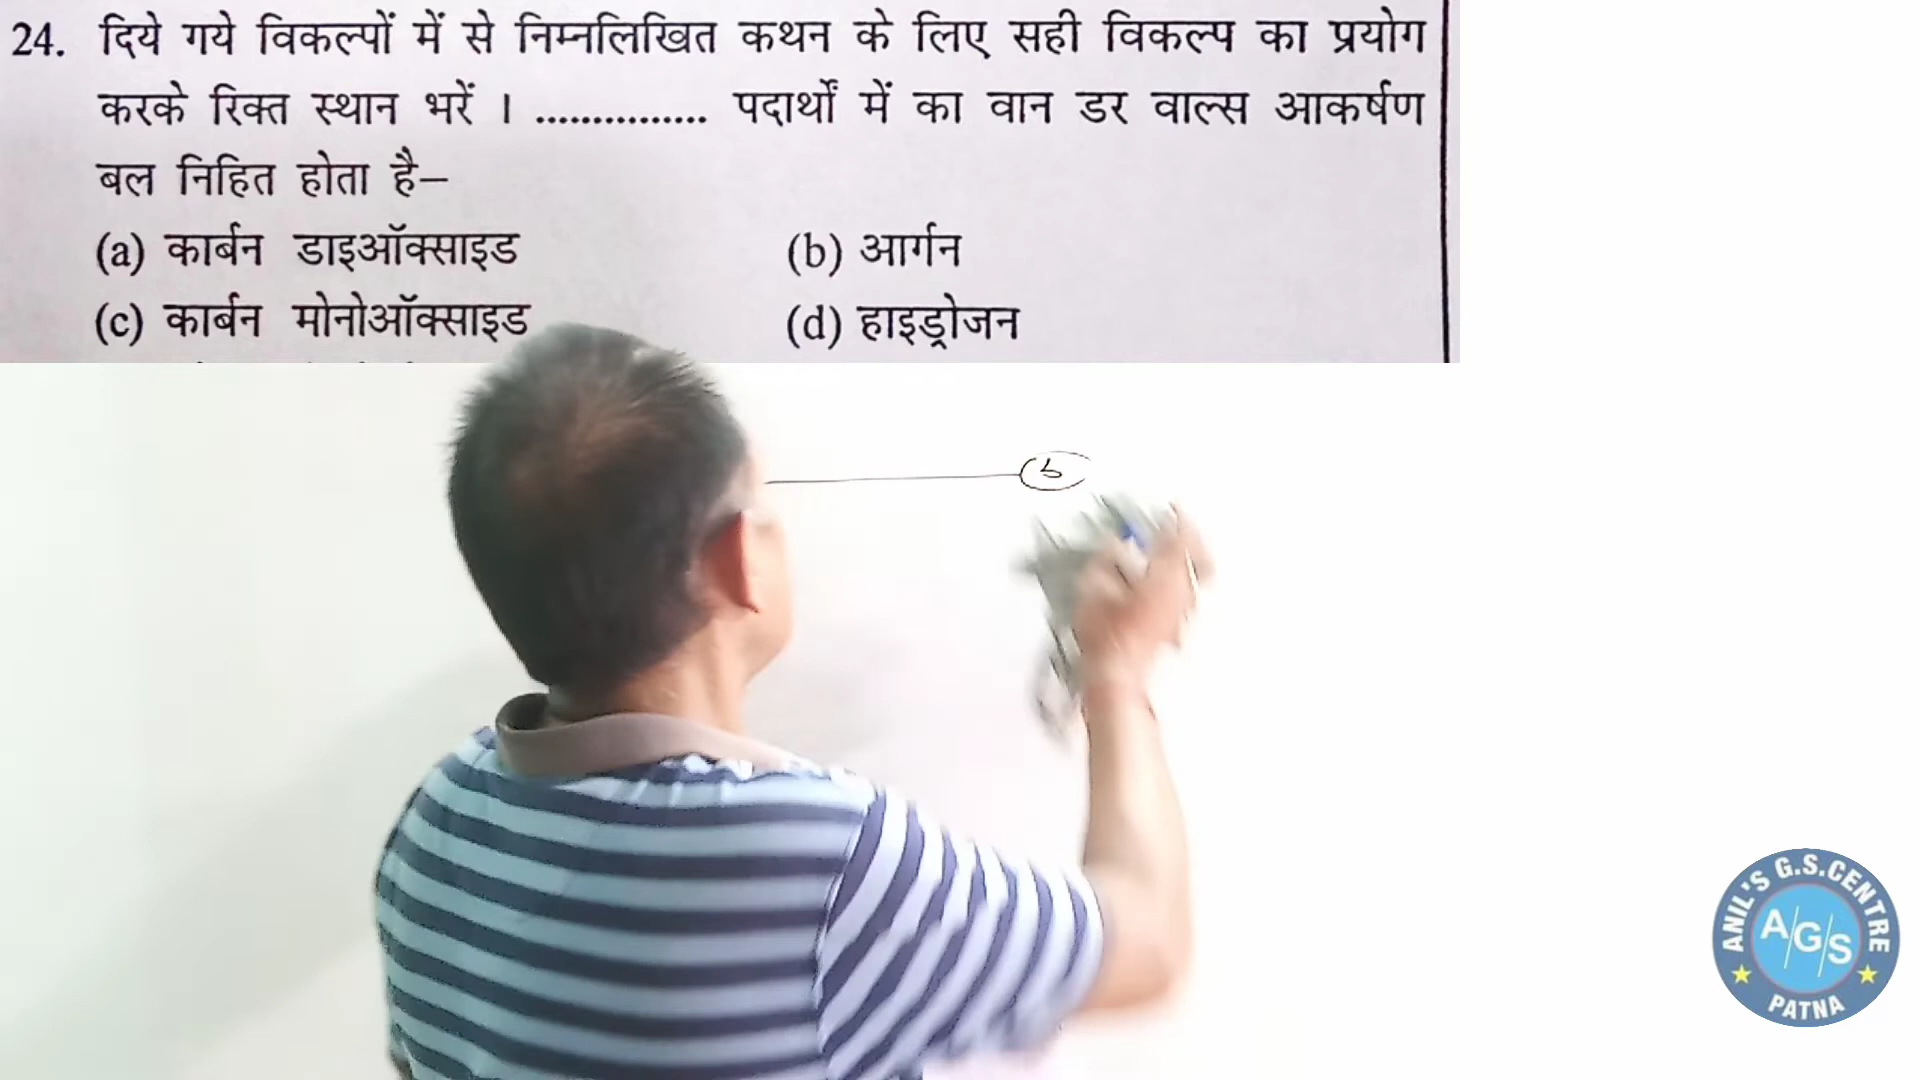 24. दिये गये विकल्पों में से निम्नलिखित कथन के लिए सही विकल्प का प्रयोग
करके रिक्त स्थान भरें । ............... पदार्थों में का वान डर वाल्स आकर्षण
बल निहित होता है–
(a) कार्बन डाइऑक्साइड (b) आर्गन
(c) कार्बन मोनोऑक्साइड (d) हाइड्रोजन
b
ANIL'S G.S.CENTRE
A/G/S
PATNA